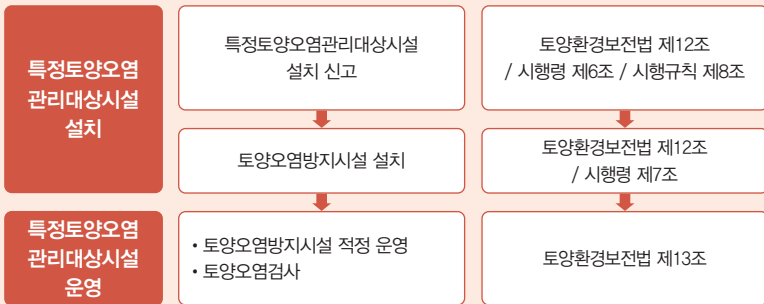 특정토양오염
관리대상시설
설치
특정토양오염관리대상시설
설치 신고
토양환경보전법 제12조
/ 시행령 제6조 / 시행규칙 제8조
토양오염방지시설 설치
토양환경보전법 제12조
/ 시행령 제7조
특정토양오염
관리대상시설
운영
• 토양오염방지시설 적정 운영
• 토양오염검사
토양환경보전법 제13조